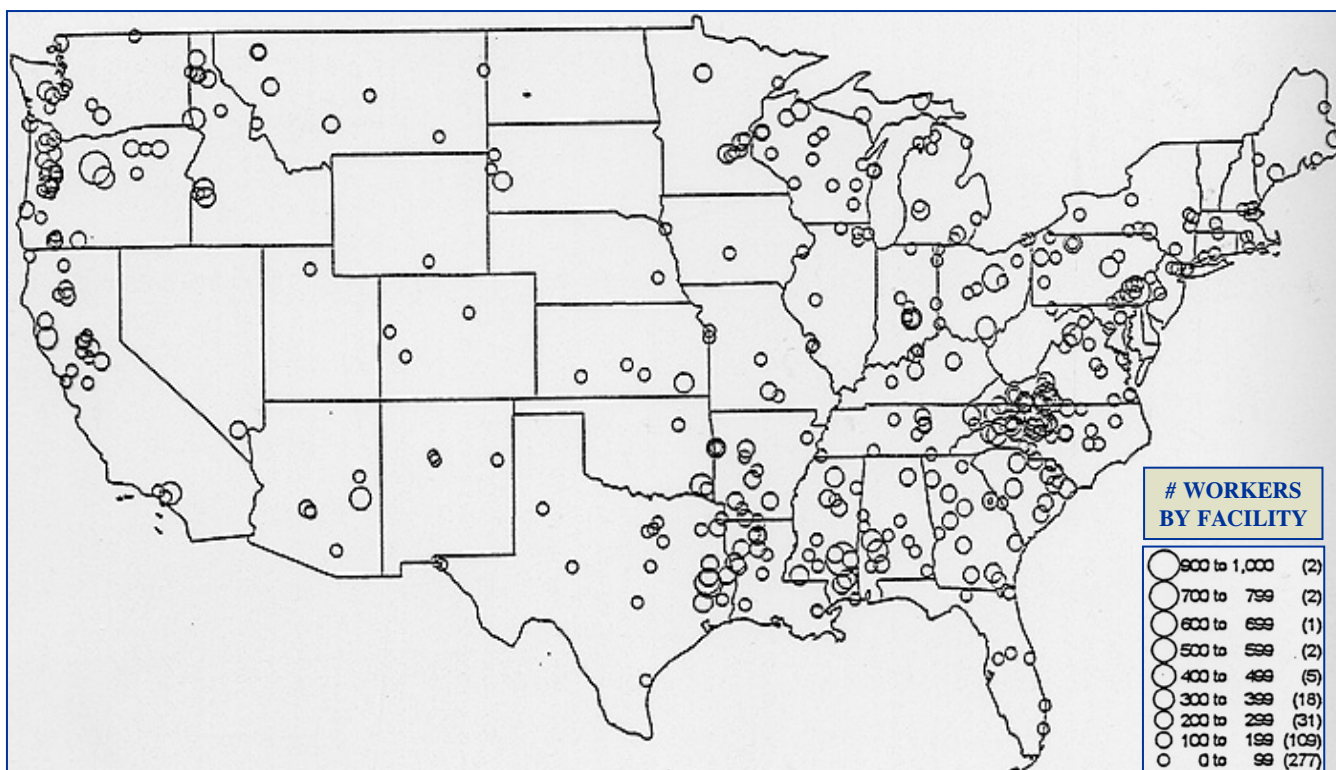 # WORKERS
BY FACILITY
900 to 1,000 (2)
700 to 799 (2)
600 to 699 (1)
500 to 599 (2)
400 to 499 (5)
300 to 399 (18)
200 to 299 (31)
100 to 199 (109)
0 to 99 (277)